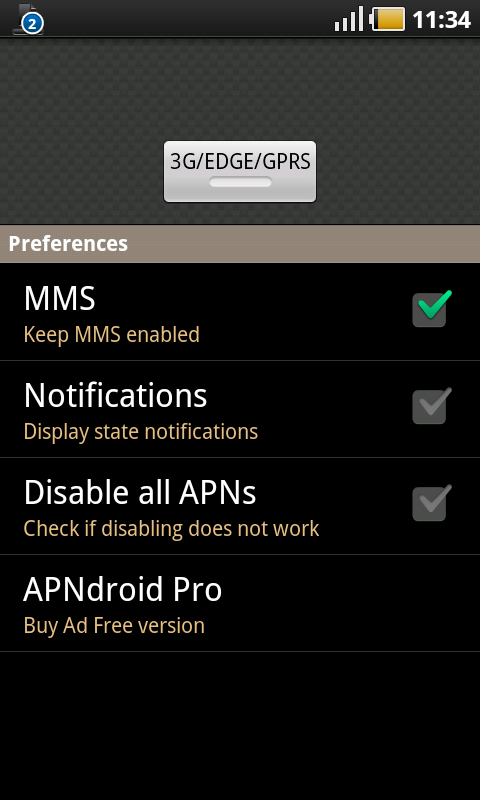 2
11:34
3G/EDGE/GPRS
Preferences
MMS
Keep MMS enabled
Notifications
Display state notifications
Disable all APNs
Check if disabling does not work
APNdroid Pro
Buy Ad Free version